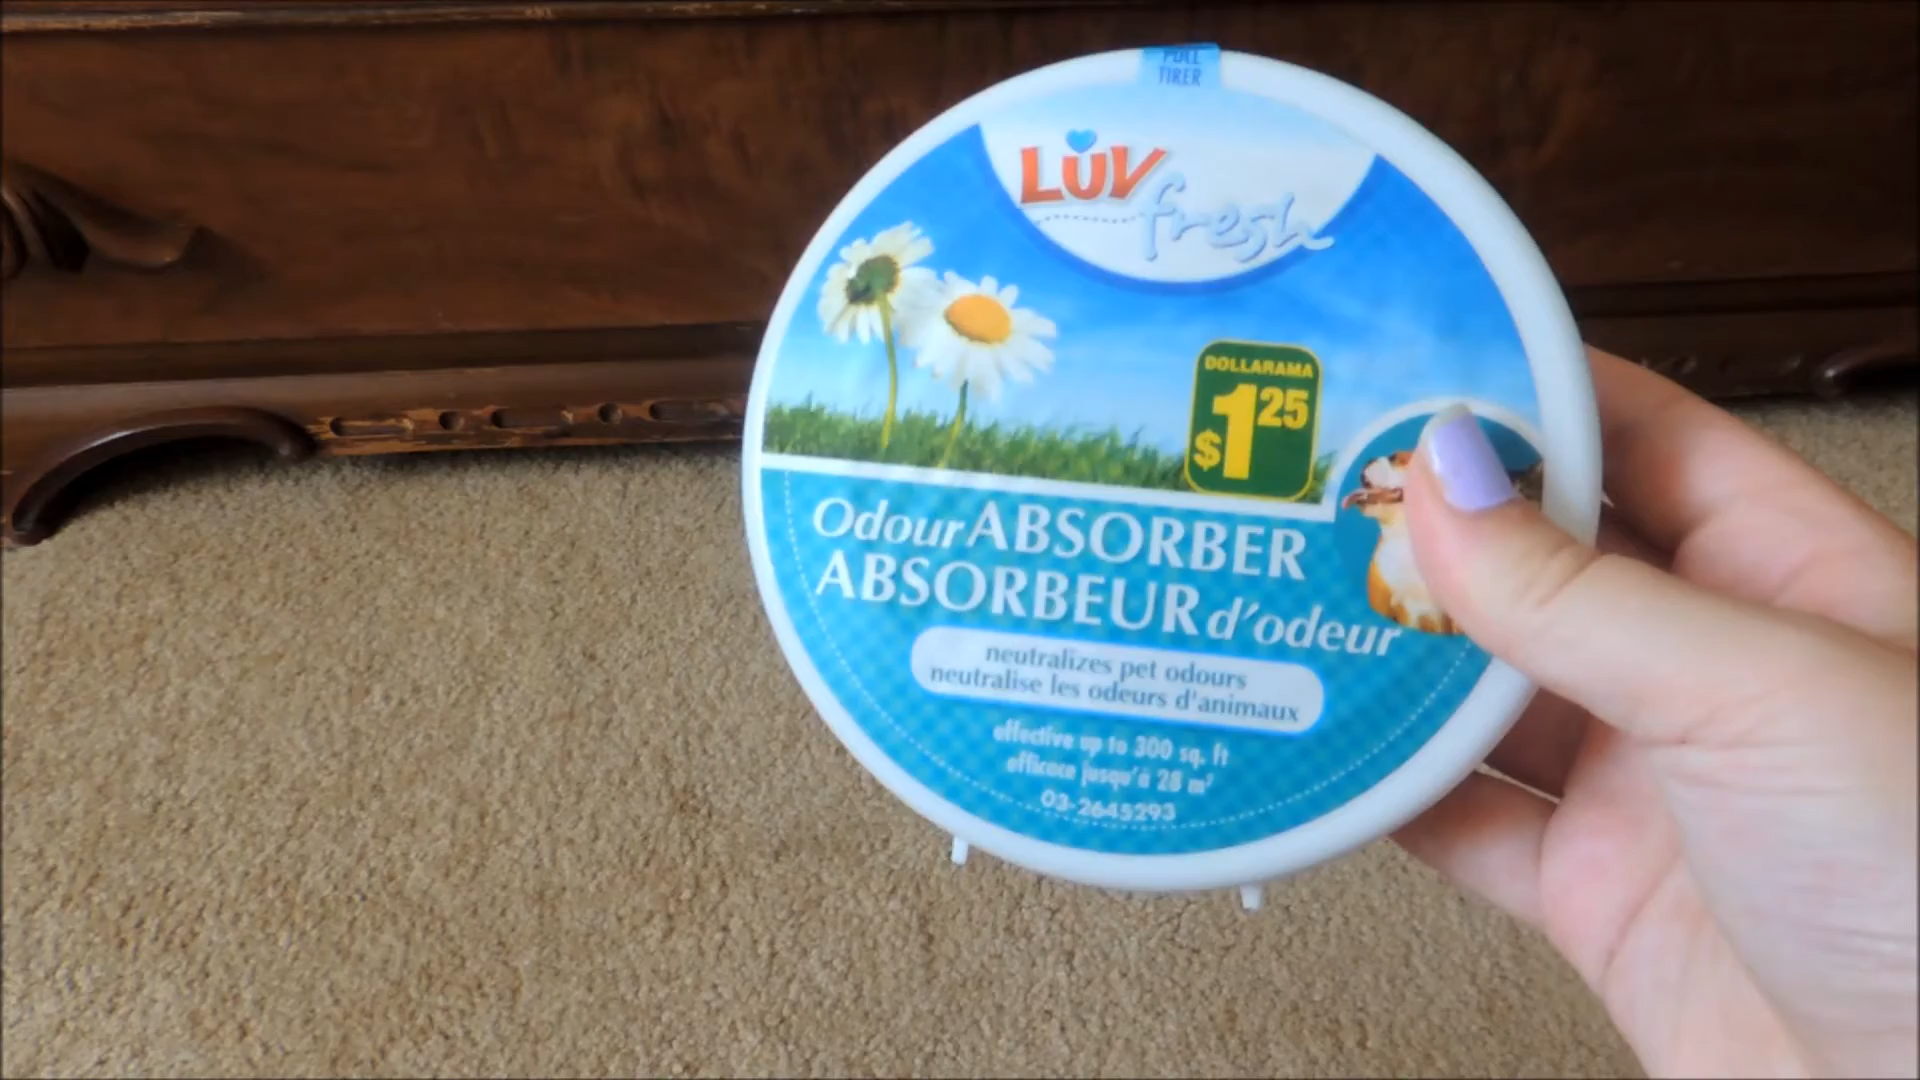 PULL
TIRER
LUV
fresh
DOLLARAMA
$1.25
Odour ABSORBER
ABSORBEUR d'odeur
neutralizes pet odours
neutralise les odeurs d'animaux
effective up to 300 sq. ft
efficace jusqu'à 28 m²
03-2645293